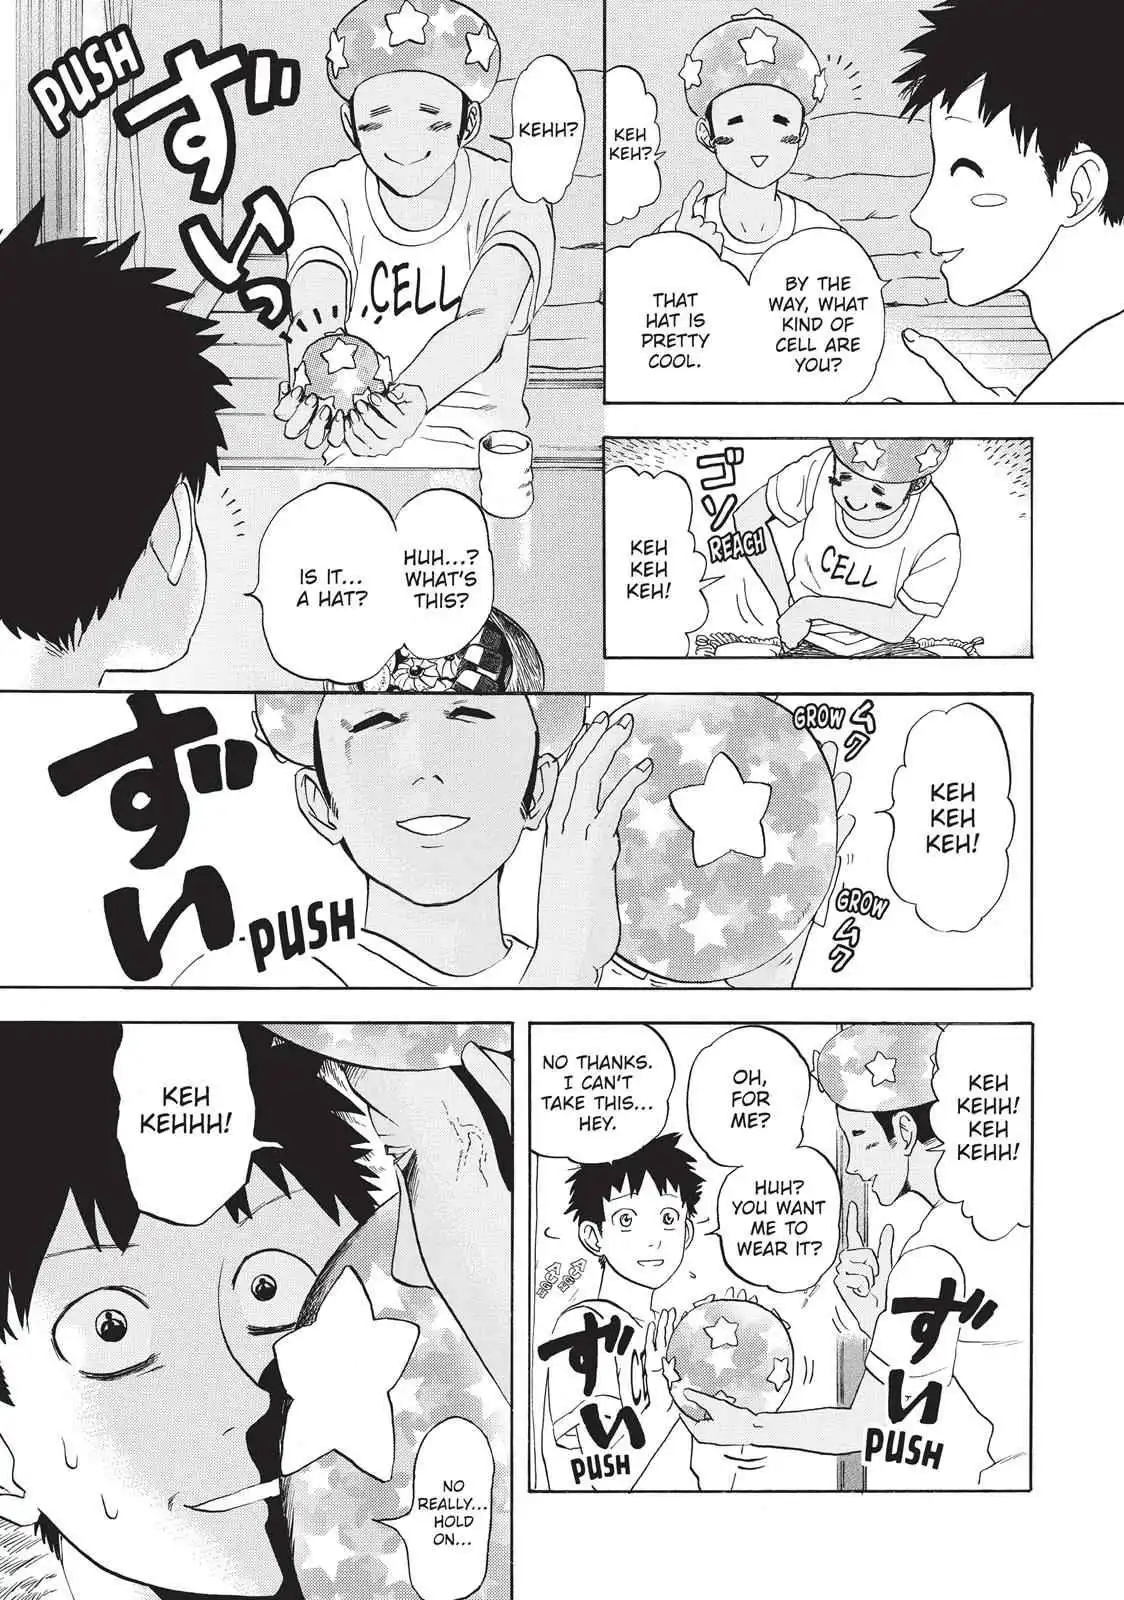 KEH
KEH?
BY THE
WAY, WHAT
KIND OF
CELL ARE
YOU?
THAT
HAT IS
PRETTY
COOL.
KEHH?
PUSH
ずいっ
CELL
HUH...?
WHAT'S
THIS?
IS IT...
A HAT?
ゴソ
REACH
KEH
KEH
KEH!
CELL
GROW
ムク
KEH
KEH
KEH!
GROW
ムク
ずい
PUSH
KEH
KEHH!
KEH
KEHH!
OH,
FOR
ME?
HUH?
YOU WANT
ME TO
WEAR IT?
NO THANKS.
I CAN'T
TAKE THIS...
HEY.
ずい
PUSH
ずい
PUSH
CE
KEH
KEHHH!
NO
REALLY...
HOLD
ON...